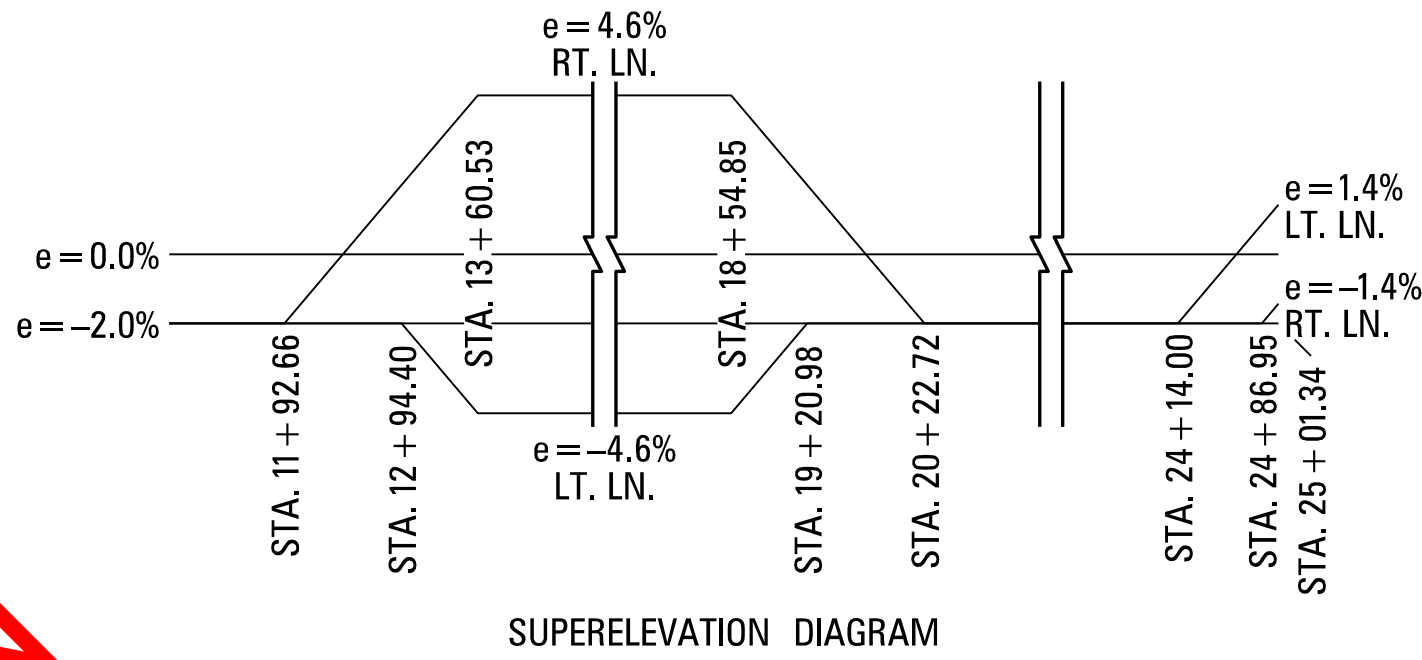 e = 4.6%
RT. LN.
e = 0.0%
e = –2.0%
STA. 11 + 92.66
STA. 12 + 94.40
STA. 13 + 60.53
e = –4.6%
LT. LN.
STA. 18 + 54.85
STA. 19 + 20.98
STA. 20 + 22.72
STA. 24 + 14.00
STA. 24 + 86.95
STA. 25 + 01.34
e = 1.4%
LT. LN.
e = –1.4%
RT. LN.
SUPERELEVATION DIAGRAM